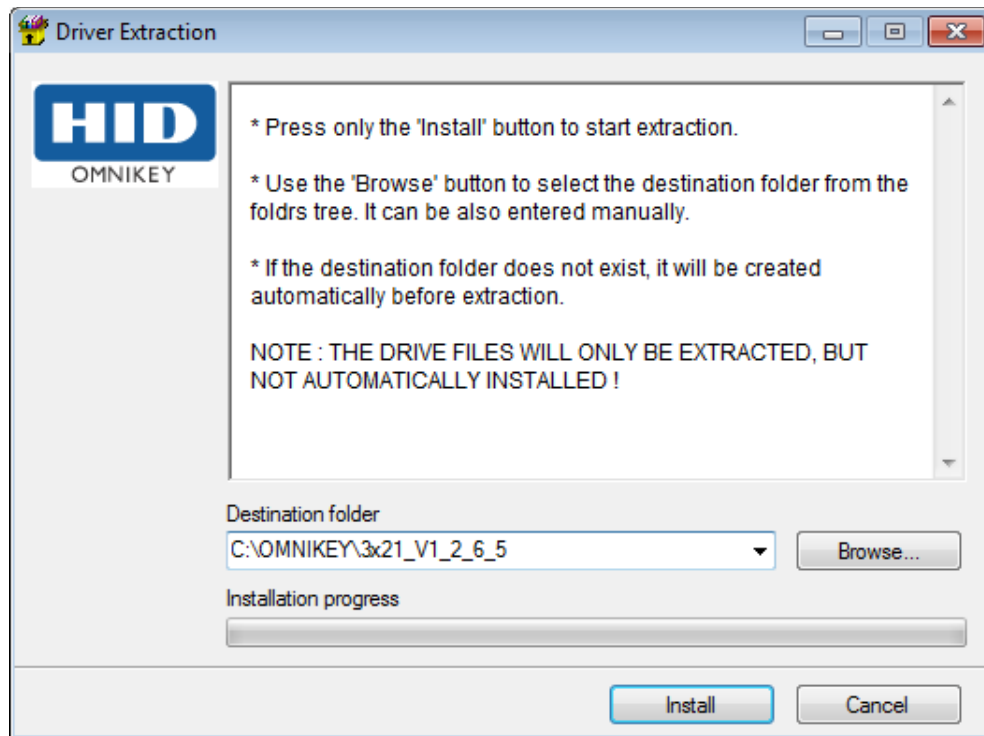 Driver Extraction
HID
OMNIKEY
* Press only the 'Install' button to start extraction.
* Use the 'Browse' button to select the destination folder from the
foldrs tree. It can be also entered manually.
* If the destination folder does not exist, it will be created
automatically before extraction.
NOTE : THE DRIVE FILES WILL ONLY BE EXTRACTED, BUT
NOT AUTOMATICALLY INSTALLED !
Destination folder
C:\OMNIKEY\3x21_V1_2_6_5
Browse...
Installation progress
Install
Cancel